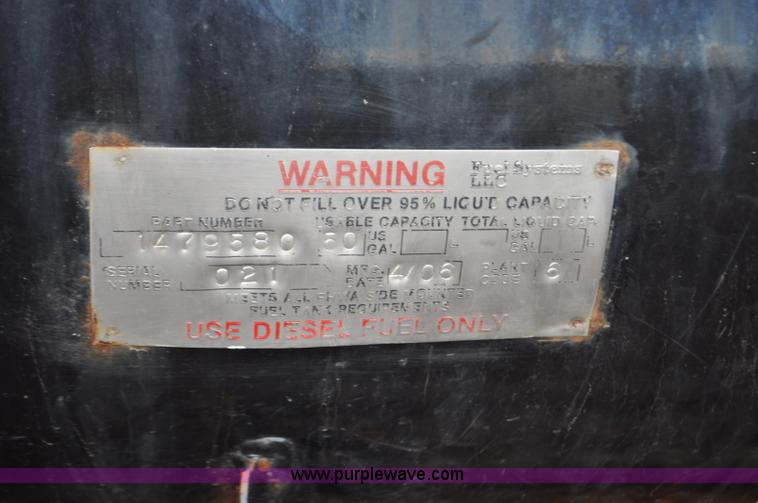 WARNING
Fuel Systems
LLC
DO NOT FILL OVER 95% LIQUID CAPACITY
PART NUMBER USABLE CAPACITY TOTAL LIQUID CAP.
1479580 50 US GAL L US GAL L
SERIAL NUMBER 021 MFG. DATE 4/06 PLANT CODE 6
MEETS ALL FHWA SIDE MOUNTED
FUEL TANK REQUIREMENTS
USE DIESEL FUEL ONLY
www.purplewave.com